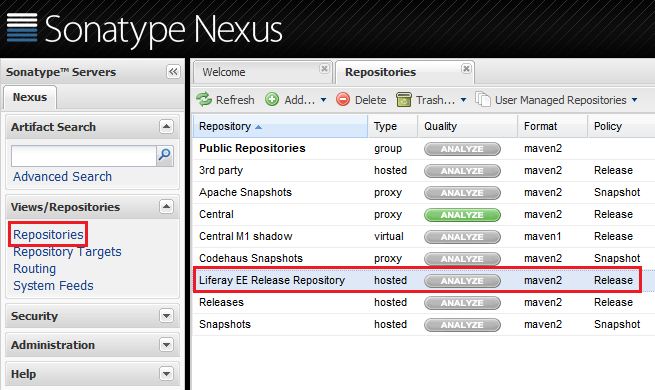 Sonatype Nexus
Sonatype™ Servers
Nexus
Artifact Search
Advanced Search
Views/Repositories
Repositories
Repository Targets
Routing
System Feeds
Security
Administration
Help
Welcome
Repositories
Refresh Add... Delete Trash... User Managed Repositories
Repository Type Quality Format Policy
Public Repositories group ANALYZE maven2
3rd party hosted ANALYZE maven2 Release
Apache Snapshots proxy ANALYZE maven2 Snapshot
Central proxy ANALYZE maven2 Release
Central M1 shadow virtual ANALYZE maven1 Release
Codehaus Snapshots proxy ANALYZE maven2 Snapshot
Liferay EE Release Repository hosted ANALYZE maven2 Release
Releases hosted ANALYZE maven2 Release
Snapshots hosted ANALYZE maven2 Snapshot